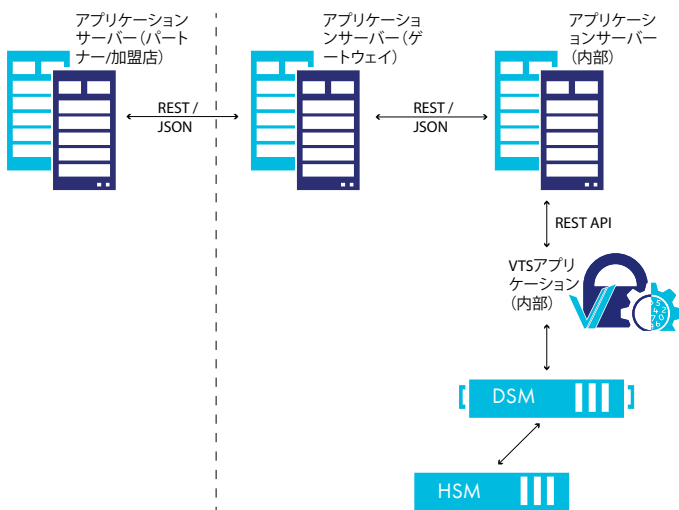 アプリケーション
サーバー(パート
ナー/加盟店)
アプリケーショ
ンサーバー(ゲ
ートウェイ)
アプリケーシ
ョンサーバー
(内部)
REST /
JSON
REST /
JSON
REST API
VTSアプリ
ケーション
(内部)
DSM
HSM